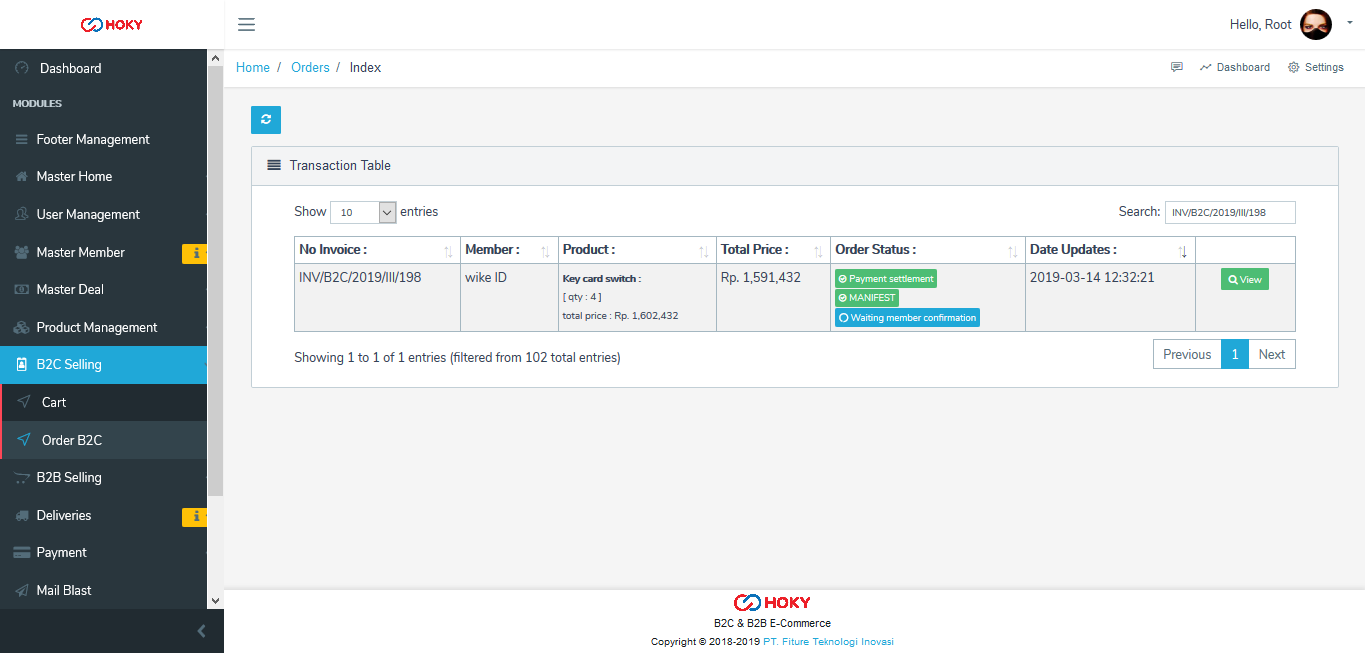 HOKY
Hello, Root
Dashboard
MODULES
Footer Management
Master Home
User Management
Master Member
i
Master Deal
Product Management
B2C Selling
Cart
Order B2C
B2B Selling
Deliveries
i
Payment
Mail Blast
Home / Orders / Index
Dashboard
Settings
Transaction Table
Show 10 entries
Search: INV/B2C/2019/III/198
No Invoice : Member : Product : Total Price : Order Status : Date Updates :
INV/B2C/2019/III/198 wike ID Key card switch : Rp. 1,591,432 Payment settlement 2019-03-14 12:32:21 View
[ qty : 4 ] MANIFEST
total price : Rp. 1,602,432 Waiting member confirmation
Showing 1 to 1 of 1 entries (filtered from 102 total entries)
Previous 1 Next
HOKY
B2C & B2B E-Commerce
Copyright © 2018-2019 PT. Fiture Teknologi Inovasi